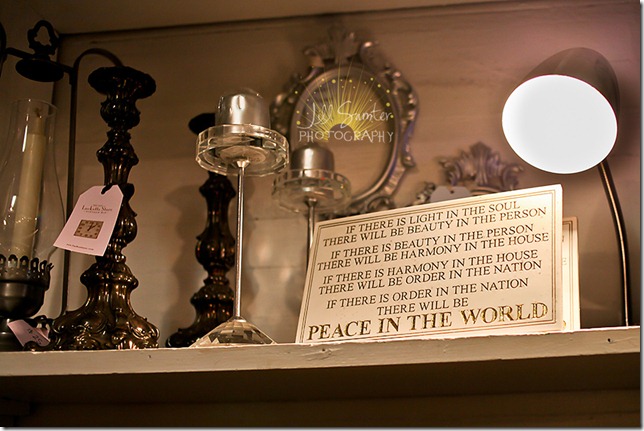 Jill Sumter
PHOTOGRAPHY
IF THERE IS LIGHT IN THE SOUL
THERE WILL BE BEAUTY IN THE PERSON
IF THERE IS BEAUTY IN THE PERSON
THERE WILL BE HARMONY IN THE HOUSE
IF THERE IS HARMONY IN THE HOUSE
THERE WILL BE ORDER IN THE NATION
IF THERE IS ORDER IN THE NATION
THERE WILL BE
PEACE IN THE WORLD